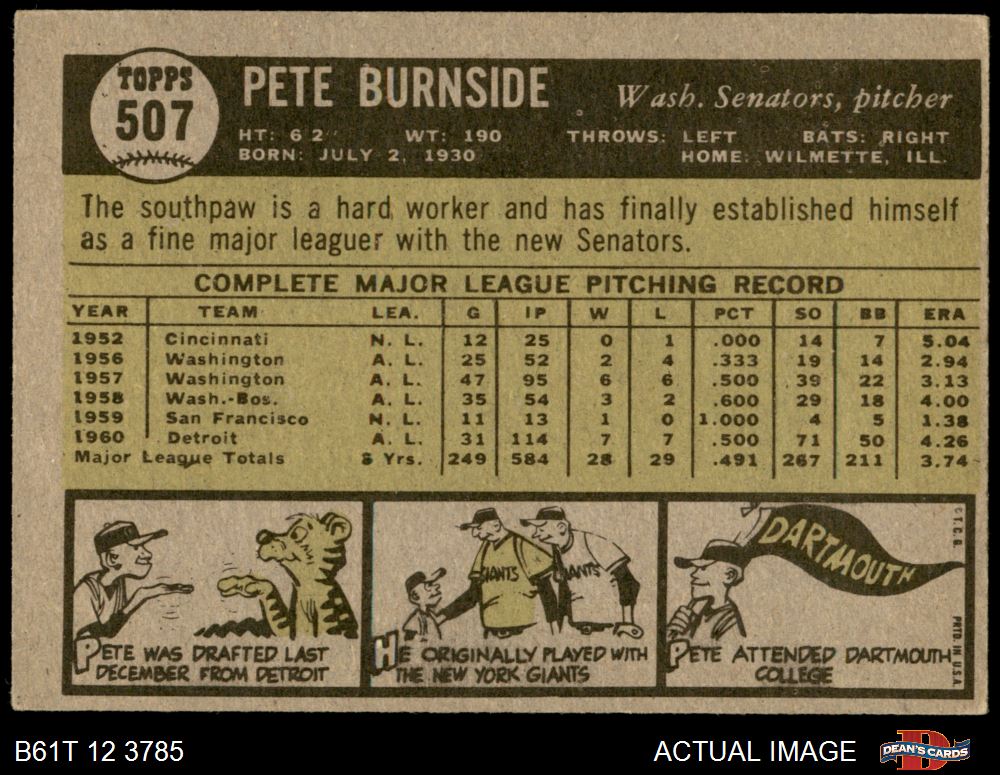 TOPPS
507
PETE BURNSIDE
Wash. Senators, pitcher
HT: 6 2 WT: 190 THROWS: LEFT BATS: RIGHT
BORN: JULY 2, 1930 HOME: WILMETTE, ILL.
The southpaw is a hard worker and has finally established himself
as a fine major leaguer with the new Senators.
COMPLETE MAJOR LEAGUE PITCHING RECORD
YEAR TEAM LEA. G IP W L PCT SO BB ERA
1952 Cincinnati N. L. 12 25 0 1 .000 14 7 5.04
1956 Washington A. L. 25 52 2 4 .333 19 14 2.94
1957 Washington A. L. 47 95 6 6 .500 39 22 3.13
1958 Wash.-Bos. A. L. 35 54 3 2 .600 29 18 4.00
1959 San Francisco N. L. 11 13 1 0 1.000 4 5 1.38
1960 Detroit A. L. 31 114 7 7 .500 71 50 4.26
Major League Totals 8 Yrs. 249 584 28 29 .491 267 211 3.74
PETE WAS DRAFTED LAST
DECEMBER FROM DETROIT
GIANTS
GIANTS
HE ORIGINALLY PLAYED WITH
THE NEW YORK GIANTS
DARTMOUTH
PETE ATTENDED DARTMOUTH
COLLEGE
© T. C. G. PRTD. IN U.S.A.
B61T 12 3785
ACTUAL IMAGE
DEAN'S CARDS